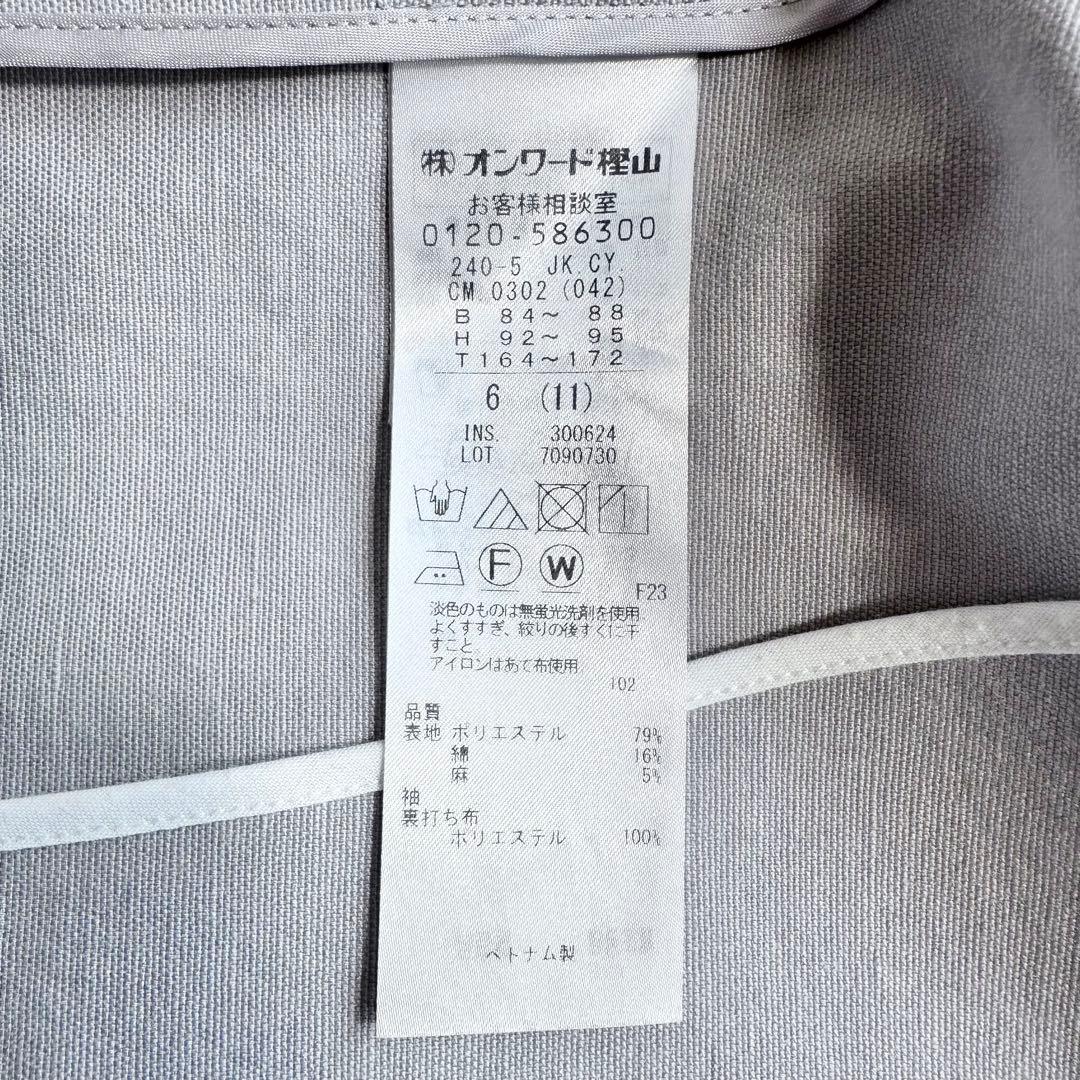 ㈱オンワード樫山
お客様相談室
0120-586300
240-5 JK.CY.
CM.0302(042)
B 84～ 88
H 92～ 95
T164～172
6 (11)
INS. 300624
LOT 7090730
F W
F23
淡色のものは無蛍光洗剤を使用
よくすすぎ、絞りの後すぐに干
すこと。
アイロンはあて布使用。
102
品質
表地 ポリエステル 79%
綿 16%
麻 5%
袖
裏打ち布
ポリエステル 100%
ベトナム製